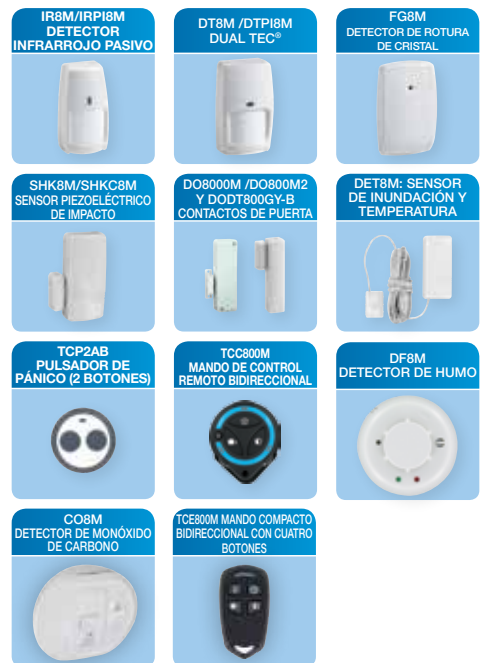 IR8M/IRPI8M
DETECTOR
INFRARROJO PASIVO
DT8M /DTPI8M
DUAL TEC®
FG8M
DETECTOR DE ROTURA
DE CRISTAL
SHK8M/SHKC8M
SENSOR PIEZOELÉCTRICO
DE IMPACTO
DO8000M /DO800M2
Y DODT800GY-B
CONTACTOS DE PUERTA
DET8M: SENSOR
DE INUNDACIÓN Y
TEMPERATURA
TCP2AB
PULSADOR DE
PÁNICO (2 BOTONES)
TCC800M
MANDO DE CONTROL
REMOTO BIDIRECCIONAL
DF8M
DETECTOR DE HUMO
CO8M
DETECTOR DE MONÓXIDO
DE CARBONO
TCE800M MANDO COMPACTO
BIDIRECCIONAL CON CUATRO
BOTONES